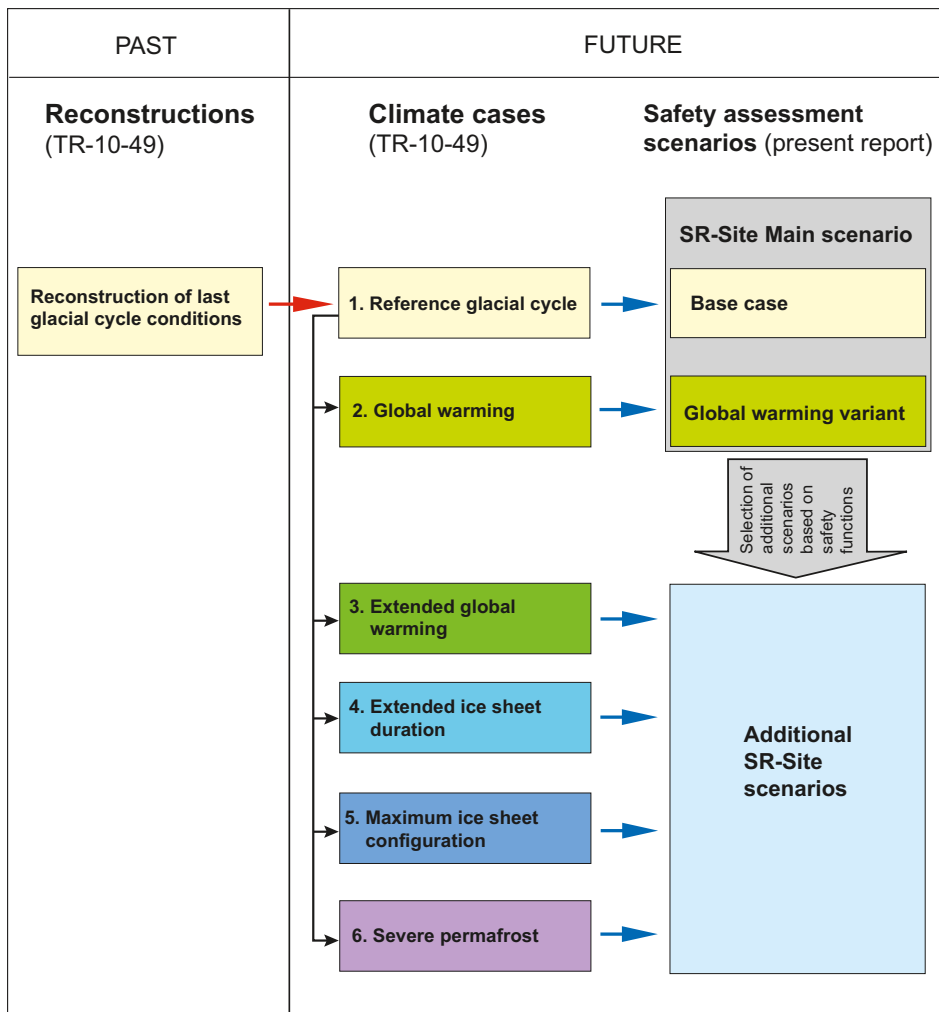 PAST
FUTURE
Reconstructions
(TR-10-49)
Climate cases
(TR-10-49)
Safety assessment
scenarios (present report)
SR-Site Main scenario
Reconstruction of last
glacial cycle conditions
1. Reference glacial cycle
Base case
2. Global warming
Global warming variant
Selection of
additional
scenarios
based on
safety
functions
3. Extended global
warming
4. Extended ice sheet
duration
5. Maximum ice sheet
configuration
6. Severe permafrost
Additional
SR-Site
scenarios